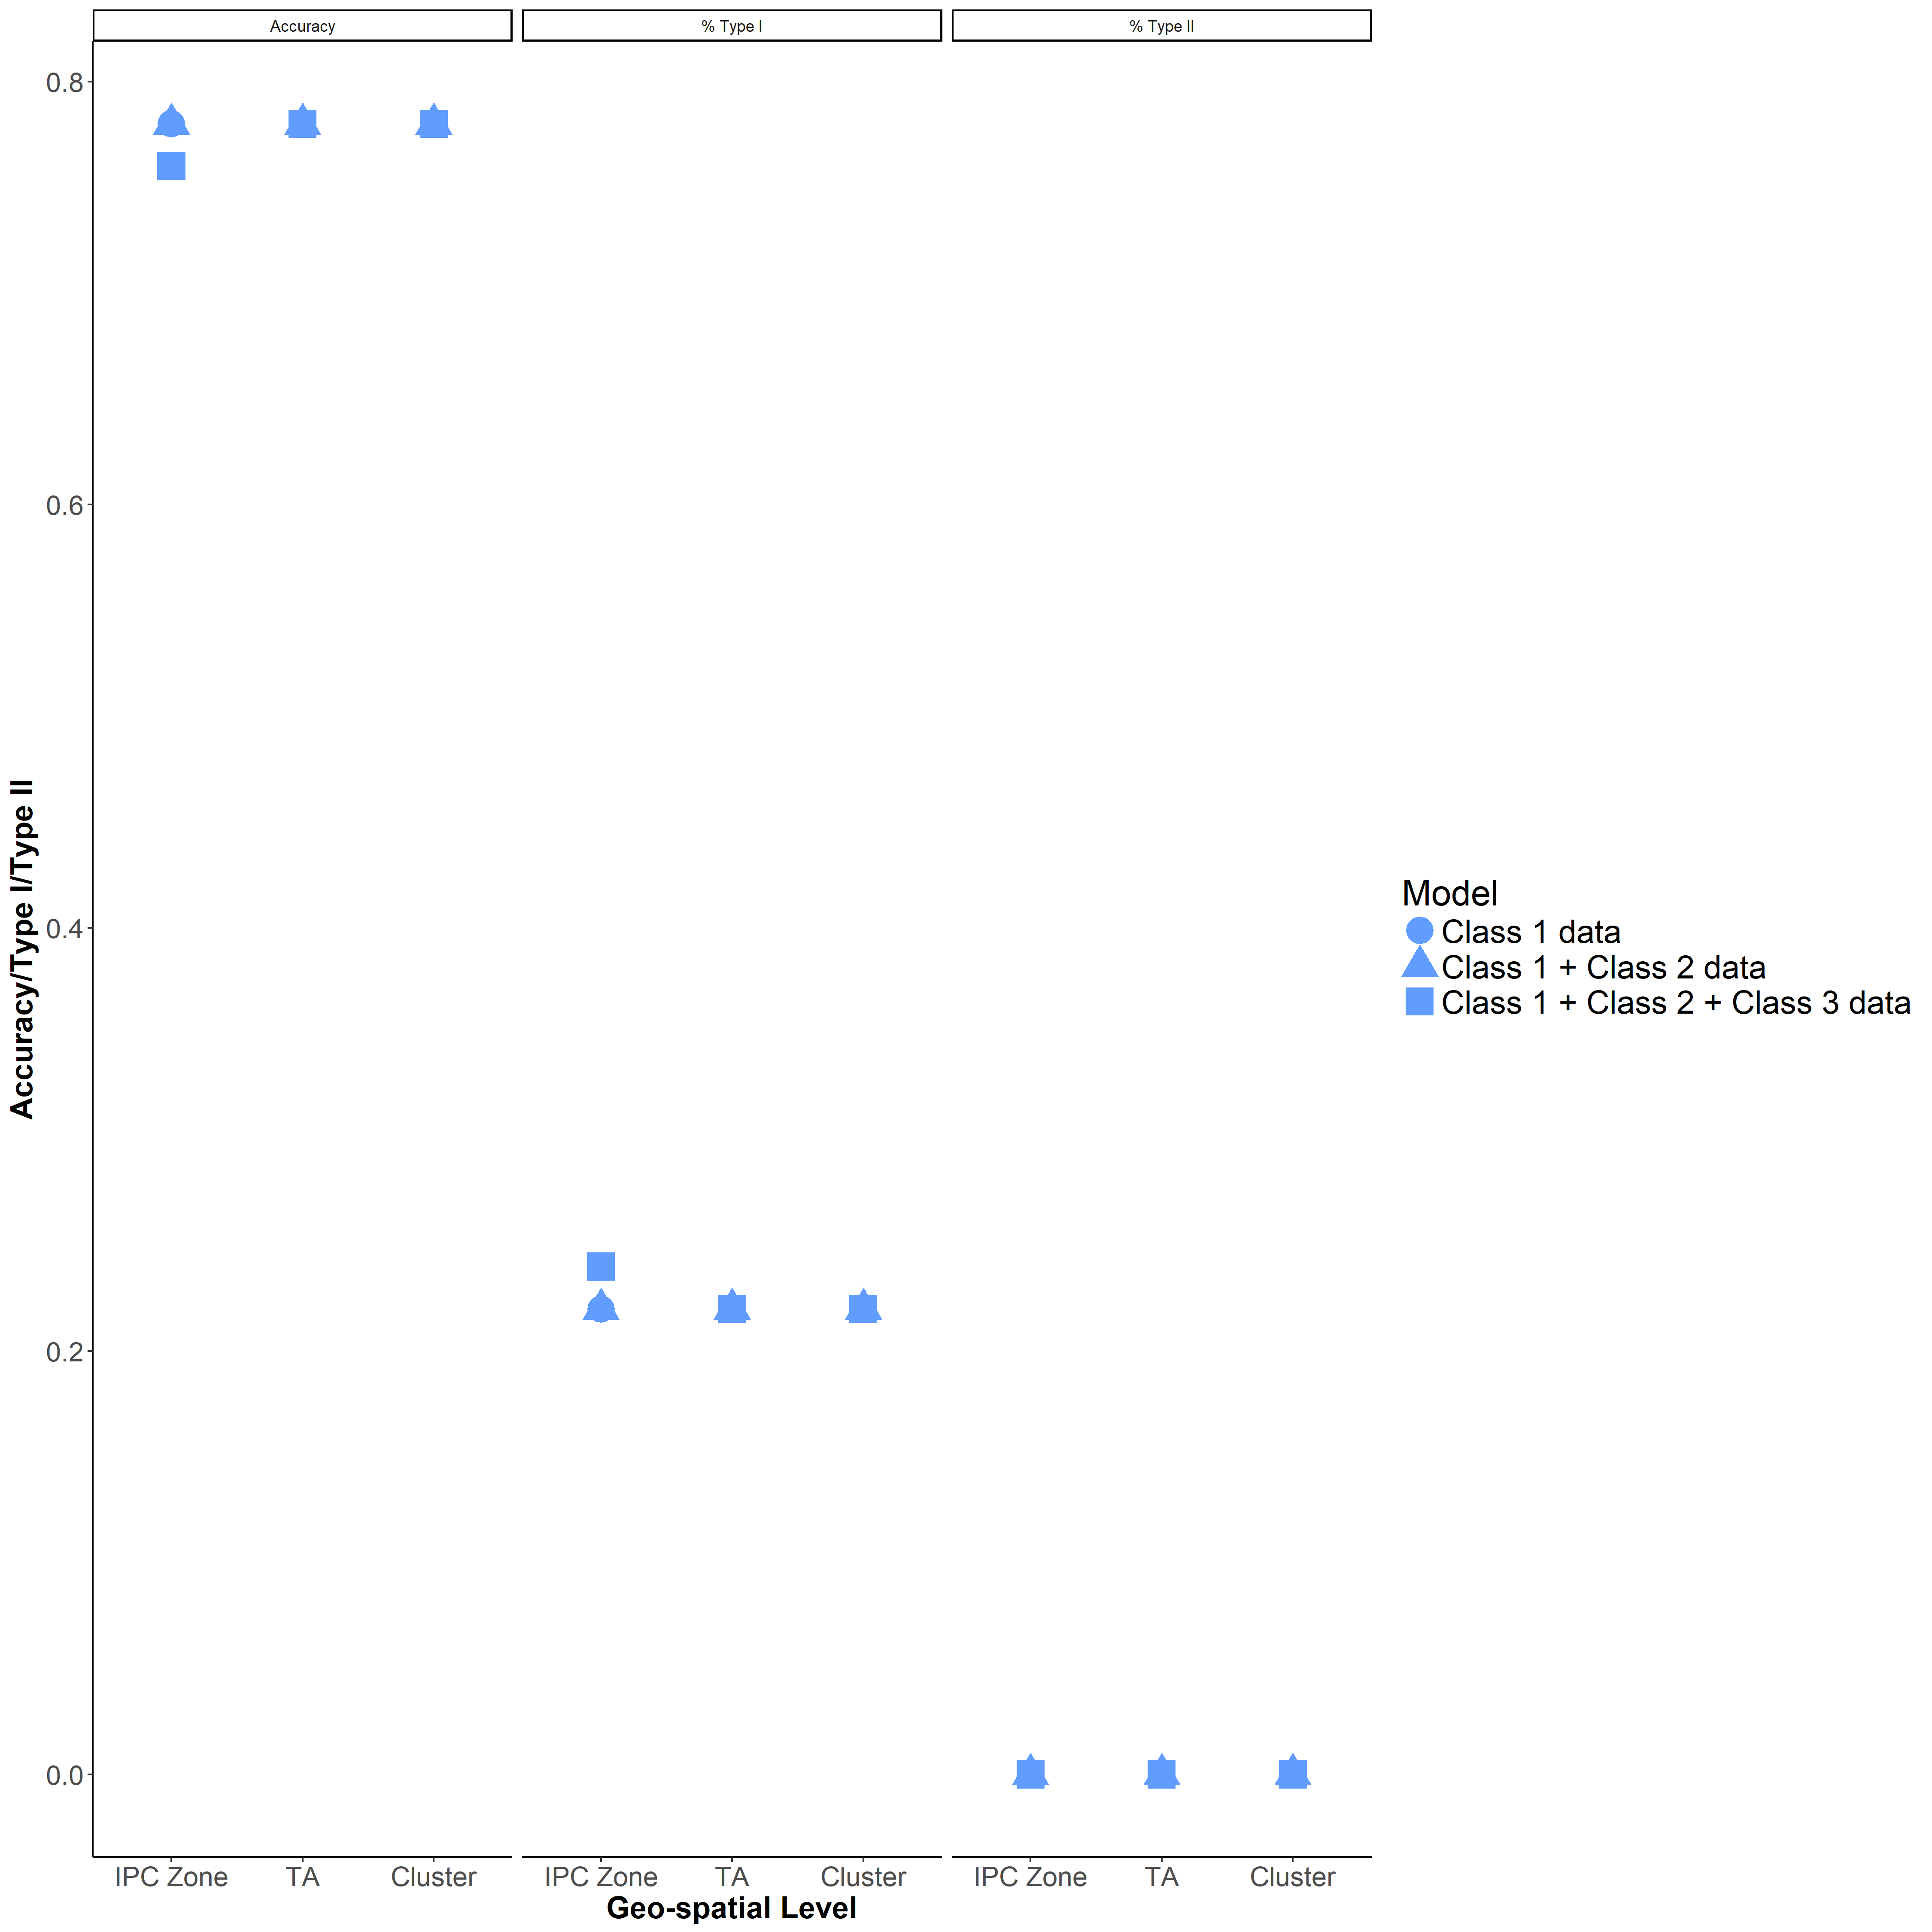 Accuracy
% Type I
% Type II
0.8
0.6
0.4
0.2
0.0
Accuracy/Type I/Type II
IPC Zone TA Cluster
IPC Zone TA Cluster
IPC Zone TA Cluster
Geo-spatial Level
Model
Class 1 data
Class 1 + Class 2 data
Class 1 + Class 2 + Class 3 data